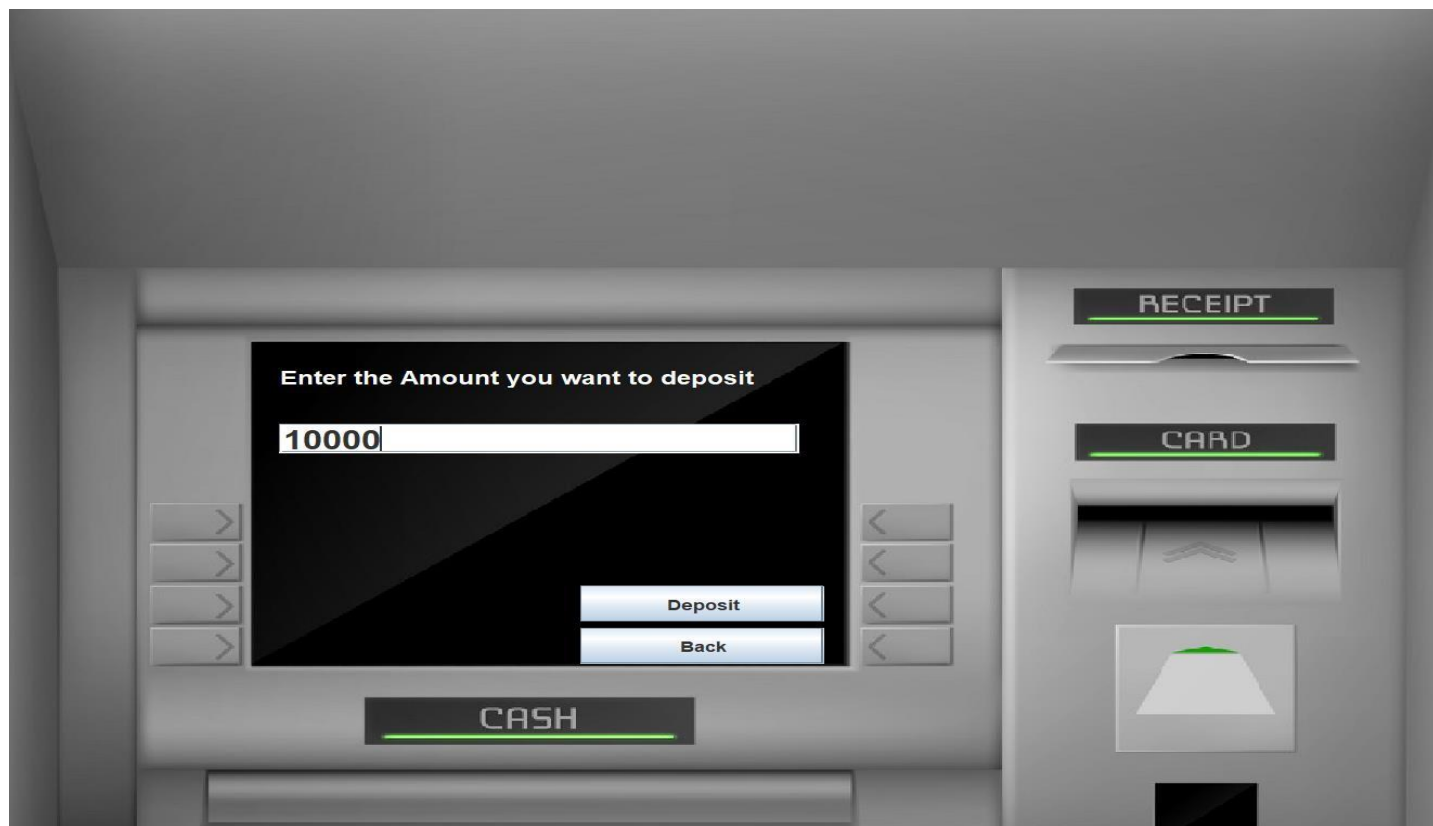 RECEIPT
Enter the Amount you want to deposit
10000
CARD
Deposit
Back
CASH